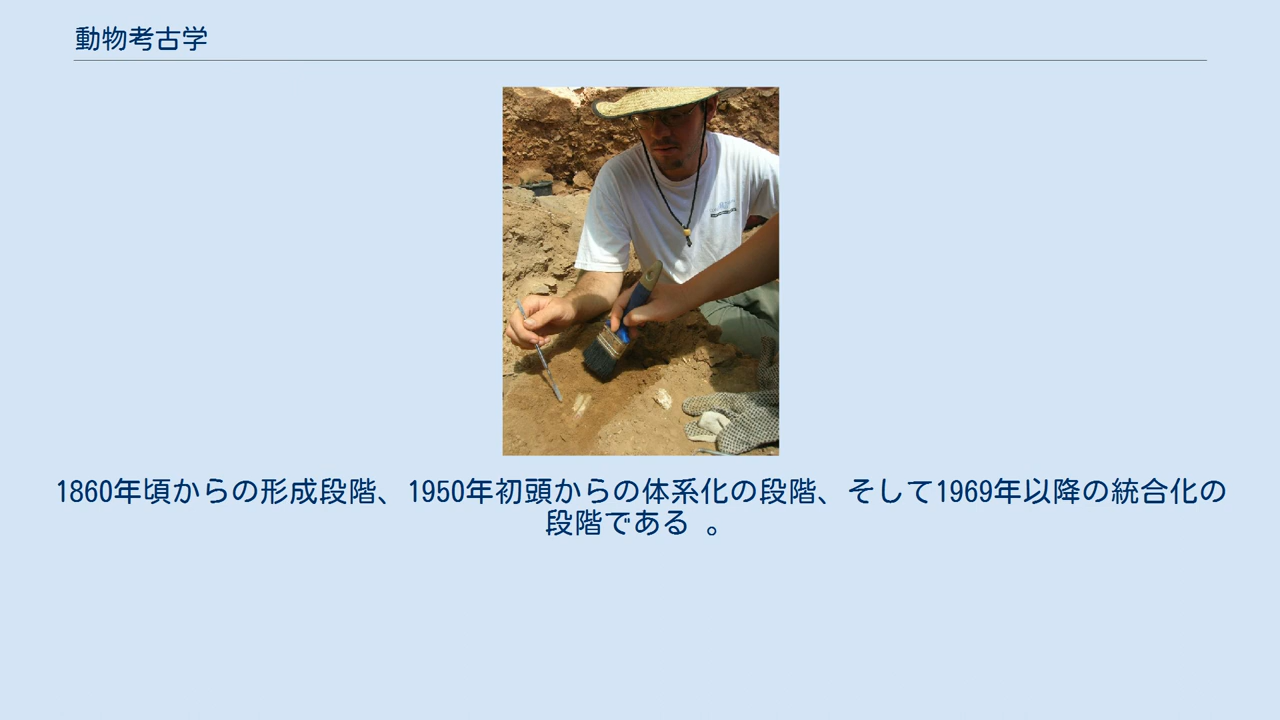 動物考古学
1860年頃からの形成段階、1950年初頭からの体系化の段階、そして1969年以降の統合化の
段階である 。